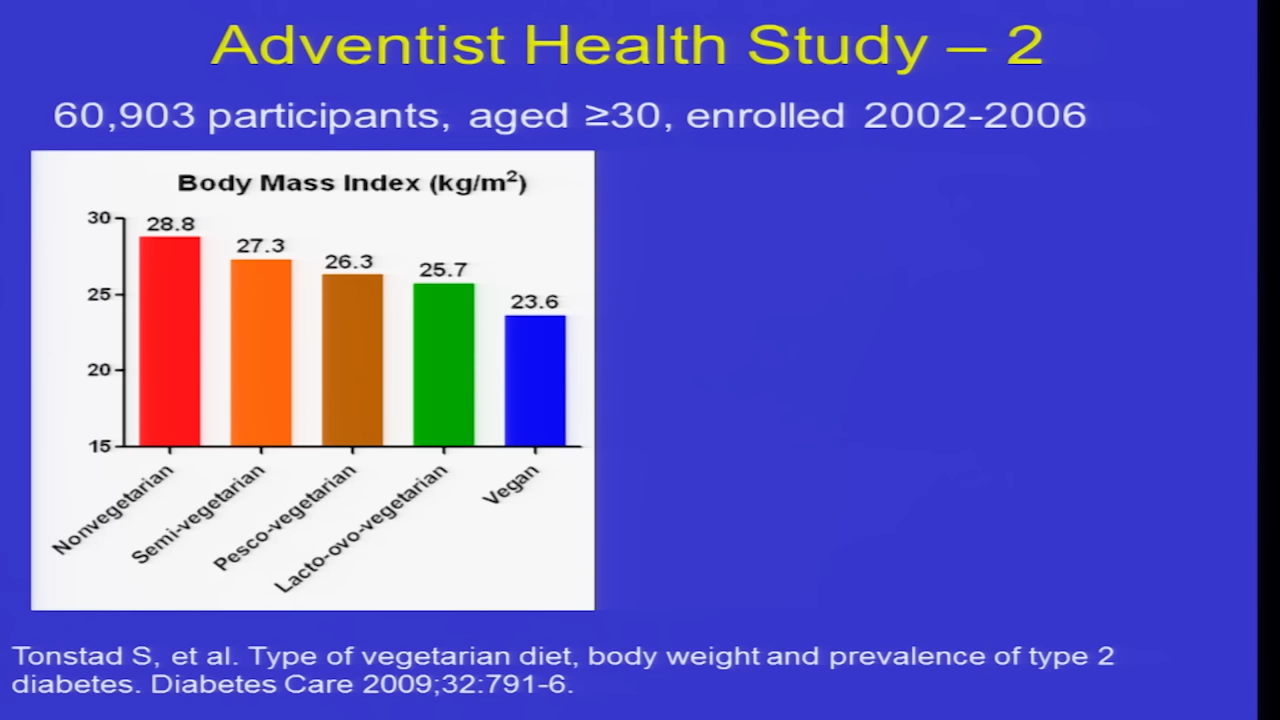 Adventist Health Study – 2
60,903 participants, aged ≥30, enrolled 2002-2006
Body Mass Index (kg/m²)
30
25
20
15
28.8
27.3
26.3
25.7
23.6
Nonvegetarian
Semi-vegetarian
Pesco-vegetarian
Lacto-ovo-vegetarian
Vegan
Tonstad S, et al. Type of vegetarian diet, body weight and prevalence of type 2
diabetes. Diabetes Care 2009;32:791-6.